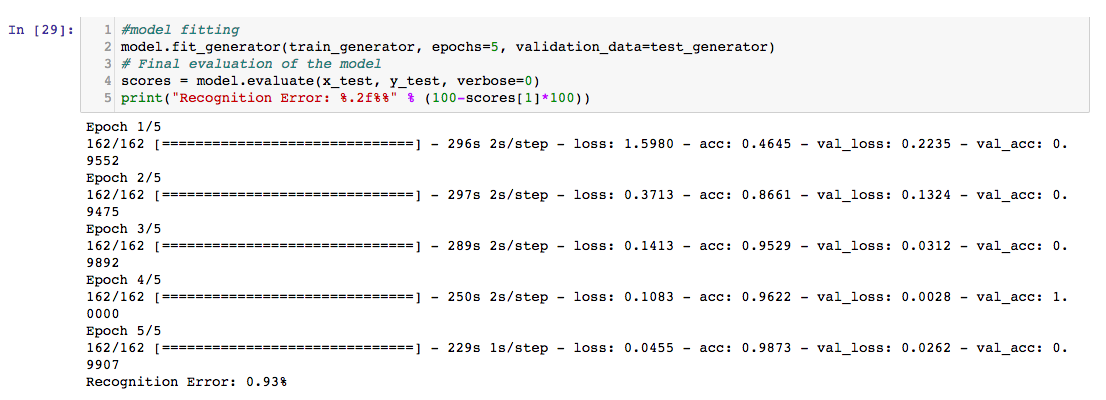 In [29]:
1 #model fitting
2 model.fit_generator(train_generator, epochs=5, validation_data=test_generator)
3 # Final evaluation of the model
4 scores = model.evaluate(x_test, y_test, verbose=0)
5 print("Recognition Error: %.2f%%" % (100-scores[1]*100))
Epoch 1/5
162/162 [==============================] - 296s 2s/step - loss: 1.5980 - acc: 0.4645 - val_loss: 0.2235 - val_acc: 0.
9552
Epoch 2/5
162/162 [==============================] - 297s 2s/step - loss: 0.3713 - acc: 0.8661 - val_loss: 0.1324 - val_acc: 0.
9475
Epoch 3/5
162/162 [==============================] - 289s 2s/step - loss: 0.1413 - acc: 0.9529 - val_loss: 0.0312 - val_acc: 0.
9892
Epoch 4/5
162/162 [==============================] - 250s 2s/step - loss: 0.1083 - acc: 0.9622 - val_loss: 0.0028 - val_acc: 1.
0000
Epoch 5/5
162/162 [==============================] - 229s 1s/step - loss: 0.0455 - acc: 0.9873 - val_loss: 0.0262 - val_acc: 0.
9907
Recognition Error: 0.93%